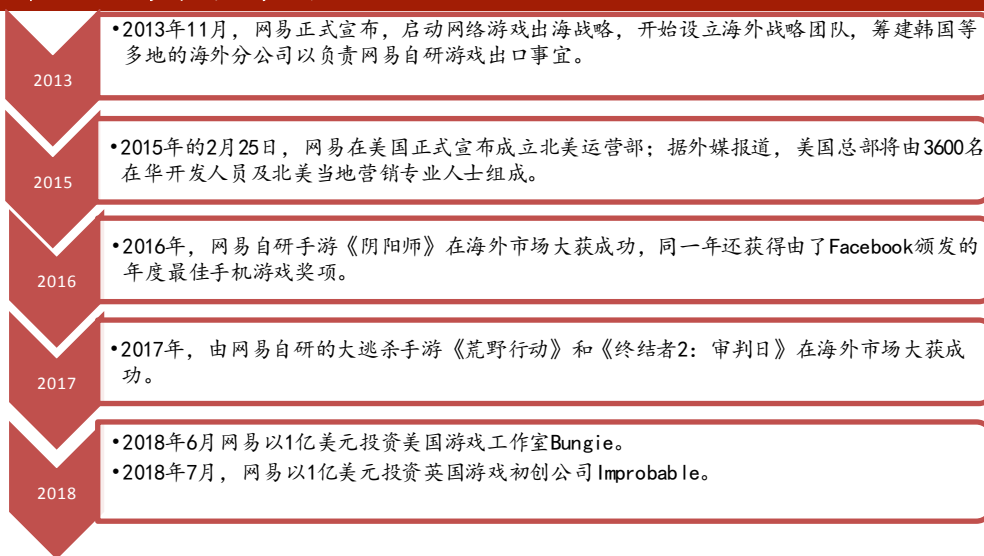 2013
•2013年11月，网易正式宣布，启动网络游戏出海战略，开始设立海外战略团队，筹建韩国等
多地的海外分公司以负责网易自研游戏出口事宜。
2015
•2015年的2月25日，网易在美国正式宣布成立北美运营部；据外媒报道，美国总部将由3600名
在华开发人员及北美当地营销专业人士组成。
2016
•2016年，网易自研手游《阴阳师》在海外市场大获成功，同一年还获得由了Facebook颁发的
年度最佳手机游戏奖项。
2017
•2017年，由网易自研的大逃杀手游《荒野行动》和《终结者2：审判日》在海外市场大获成
功。
2018
•2018年6月网易以1亿美元投资美国游戏工作室Bungie。
•2018年7月，网易以1亿美元投资英国游戏初创公司Improbable。